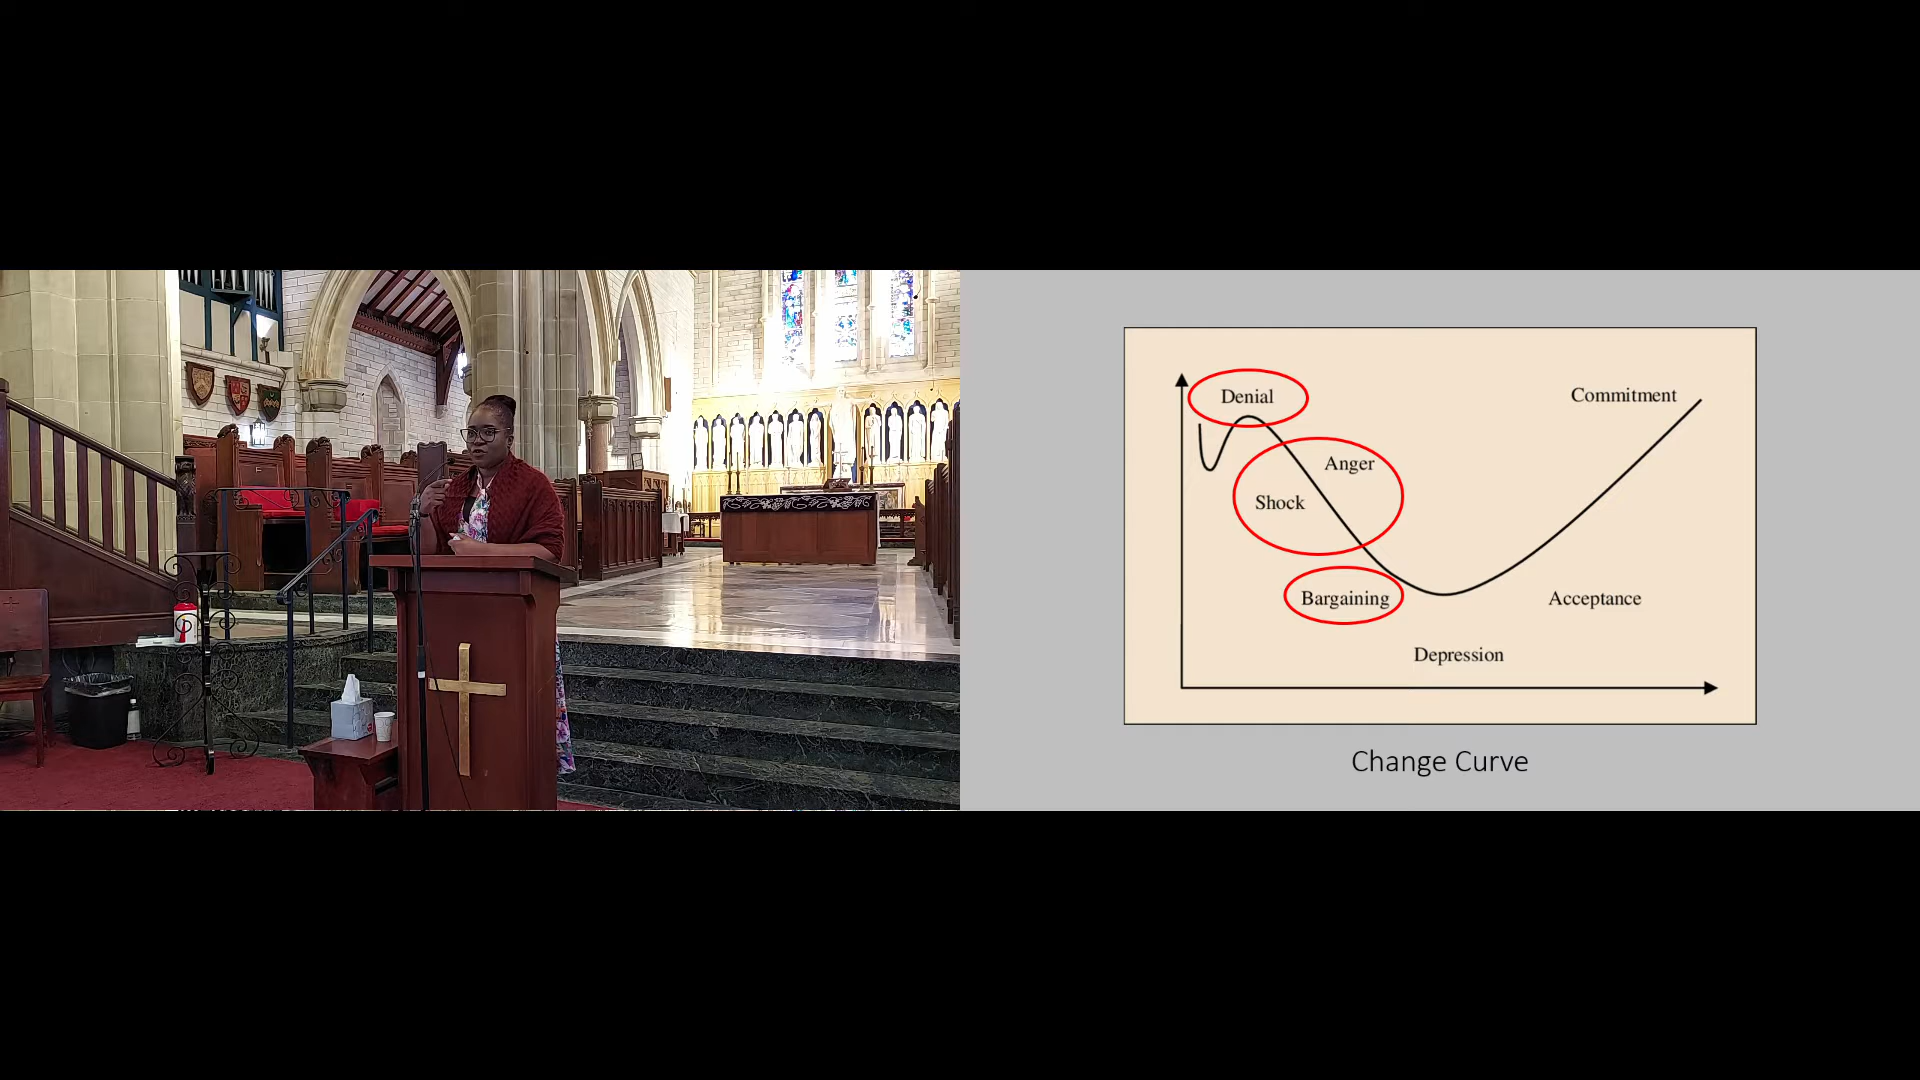 Denial
Commitment
Anger
Shock
Bargaining
Acceptance
Depression
Change Curve